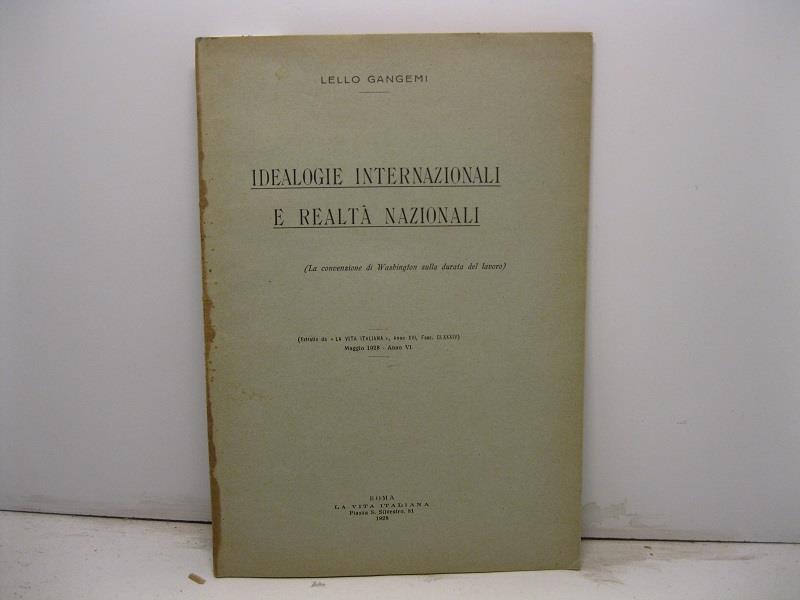 LELLO GANGEMI
IDEALOGIE INTERNAZIONALI
E REALTÀ NAZIONALI
(La convenzione di Washington sulla durata del lavoro)
(Estratto da « LA VITA ITALIANA », Anno XVI, Fasc. CLXXXIV)
Maggio 1928 - Anno VI
ROMA
LA VITA ITALIANA
Piazza S. Silvestro, 81
1928